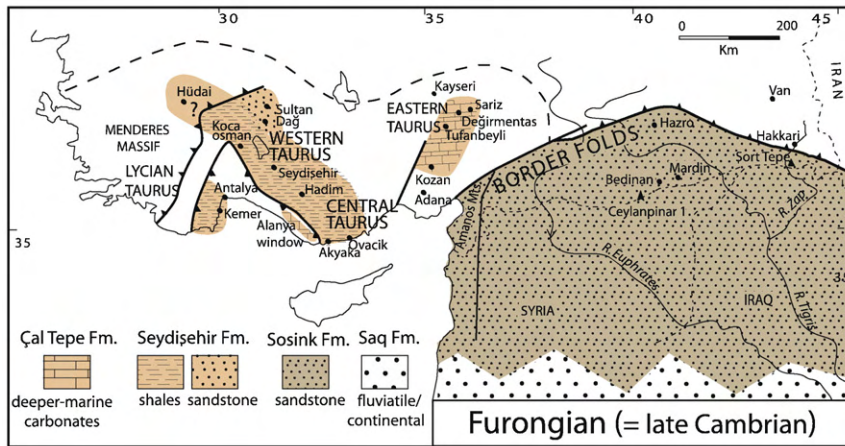 30
35
40
45
0
200
Km
IRAN
Hüdai
?
Kayseri
Van
Sultan
Dağ
EASTERN
TAURUS
Sariz
Değirmentas
Tufanbeyli
MENDERES
MASSIF
Koca
osman
WESTERN
TAURUS
Hazro
Hakkari
BORDER FOLDS
Sort Tepe
LYCIAN
TAURUS
Seydişehir
Antalya
Hadim
Kozan
Adana
Bedinan
Mardin
Kemer
CENTRAL
TAURUS
Ceylanpinar 1
R. Zap
Amanos Mts.
35
Alanya
window
Akyaka
Ovacik
R. Euphrates
35
SYRIA
IRAQ
R. Tigris
Çal Tepe Fm.
Seydişehir Fm.
Sosink Fm.
Saq Fm.
deeper-marine
carbonates
shales
sandstone
sandstone
fluviatile/
continental
Furongian (= late Cambrian)